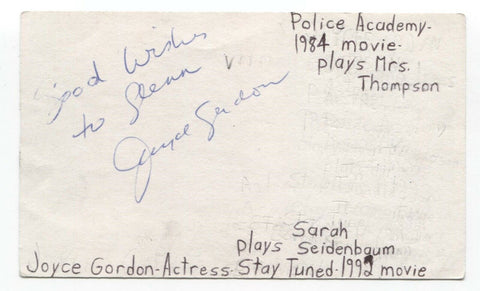 Good Wishes
to Glenn
Joyce Gordon
Police Academy-
1984 movie-
plays Mrs.
Thompson
Sarah
plays Seidenbaum
Joyce Gordon-Actress-Stay Tuned-1992 movie